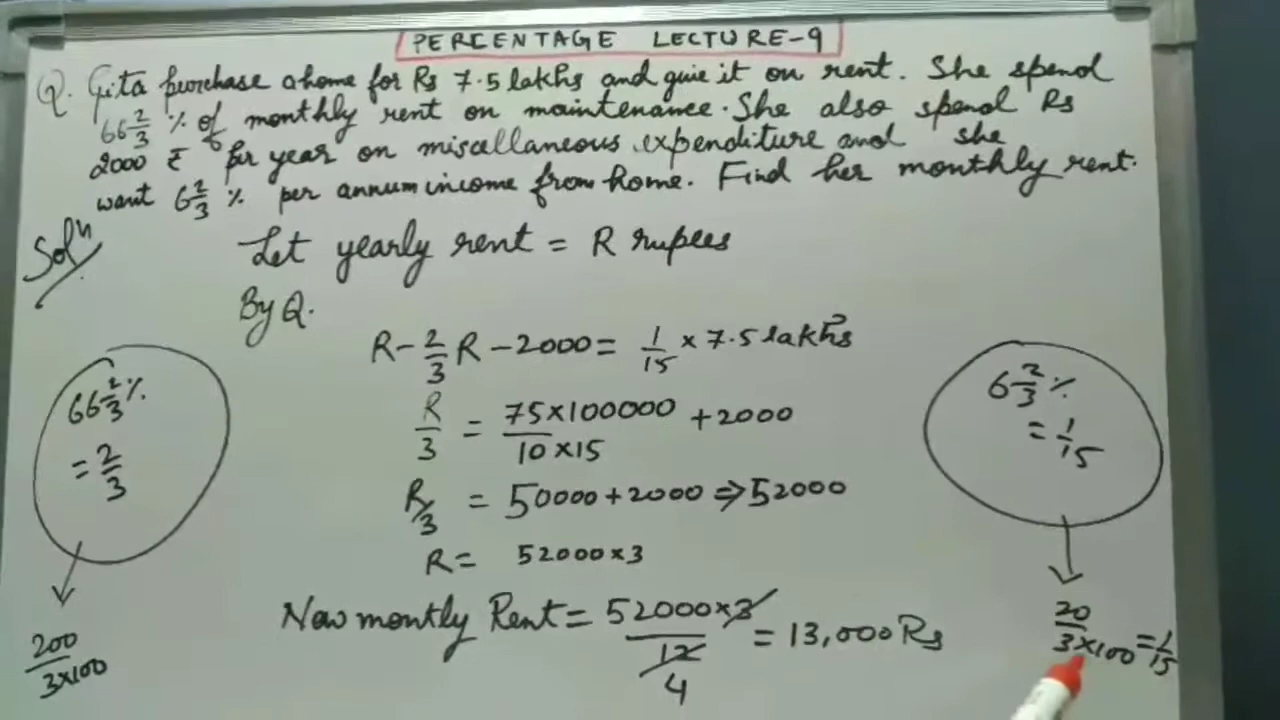 PERCENTAGE LECTURE-9
Q. Gita purchase a home for Rs 7.5 lakhs and give it on rent. She spend
66 2/3 % of monthly rent on maintenance. She also spend Rs
2000 ₹ per year on miscellaneous expenditure and she
want 6 2/3 % per annum income from home. Find her monthly rent.
Solⁿ
Let yearly rent = R rupees
By Q.
R - 2/3 R - 2000 = 1/15 × 7.5 lakhs
R/3 = 75×100000/10×15 + 2000
R/3 = 50000 + 2000 ⇒ 52000
R = 52000×3
Now montly Rent = 52000×3/12 = 13,000 Rs
4
66 2/3 %
= 2/3
200/3×100
6 2/3 %
= 1/15
20/3×100 = 1/15